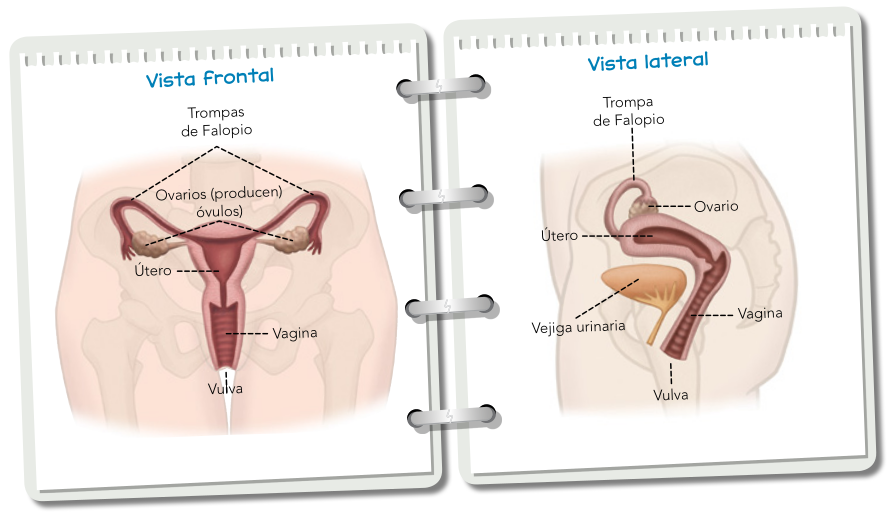 Vista frontal
Trompas
de Falopio
Ovarios (producen)
óvulos)
Útero
Vagina
Vulva
Vista lateral
Trompa
de Falopio
Ovario
Útero
Vejiga urinaria
Vagina
Vulva